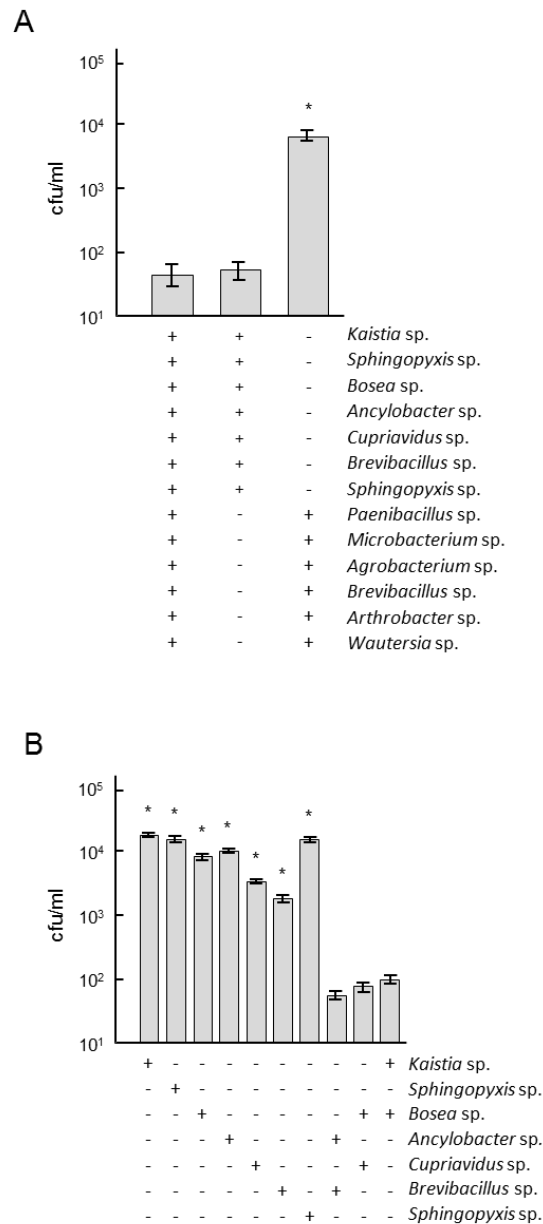 A
10⁵
*
10⁴
cfu/ml
10³
10²
10¹
+ + - Kaistia sp.
+ + - Sphingopyxis sp.
+ + - Bosea sp.
+ + - Ancylobacter sp.
+ + - Cupriavidus sp.
+ + - Brevibacillus sp.
+ + - Sphingopyxis sp.
+ - + Paenibacillus sp.
+ - + Microbacterium sp.
+ - + Agrobacterium sp.
+ - + Brevibacillus sp.
+ - + Arthrobacter sp.
+ - + Wautersia sp.
B
10⁵
* * * * * * *
10⁴
cfu/ml
10³
10²
10¹
+ - - - - - - - - + Kaistia sp.
- + - - - - - - - - Sphingopyxis sp.
- - + - - - - - + + Bosea sp.
- - - + - - - + - - Ancylobacter sp.
- - - - + - - - + - Cupriavidus sp.
- - - - - + - + - - Brevibacillus sp.
- - - - - - + - - - Sphingopyxis sp.